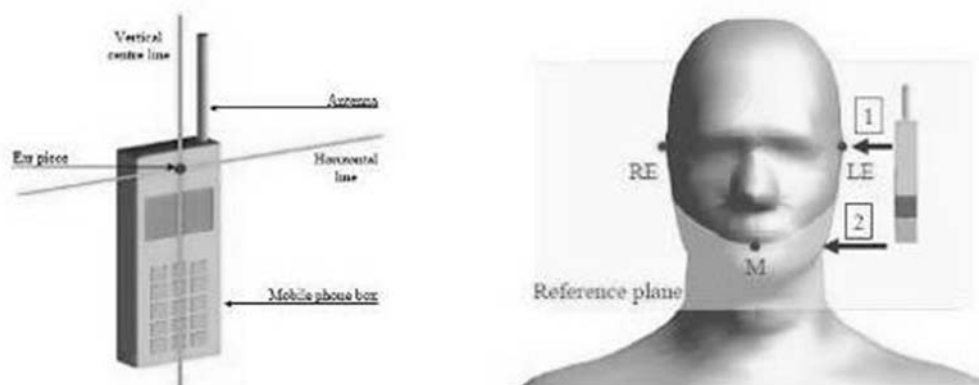 Vertical
centre line
Antenna
Ear piece
Horizontal
line
Mobile phone box
1
RE
LE
2
M
Reference plane